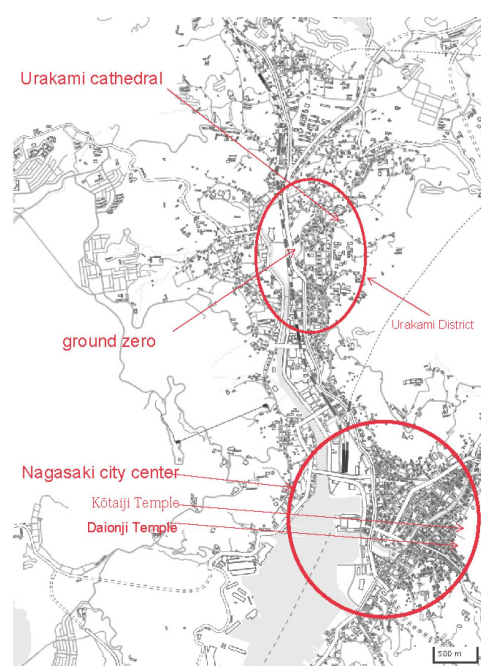 Urakami cathedral
ground zero
Urakami District
Nagasaki city center
Kōtaiji Temple
Daionji Temple
500 m